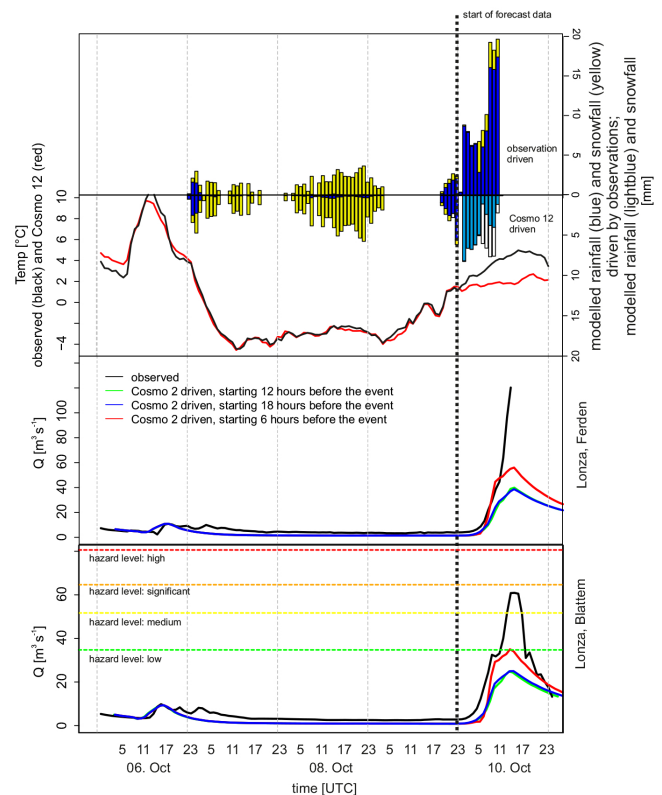 start of forecast data
Temp [°C]
observed (black) and Cosmo 12 (red)
10
8
6
4
2
0
−4
20
15
10
5
0
5
10
15
20
observation
driven
Cosmo 12
driven
modelled rainfall (blue) and snowfall (yellow)
driven by observations;
modelled rainfall (lightblue) and snowfall
[mm]
observed
Cosmo 2 driven, starting 12 hours before the event
Cosmo 2 driven, starting 18 hours before the event
Cosmo 2 driven, starting 6 hours before the event
Q [m³ s⁻¹]
100
80
60
40
20
0
Lonza, Ferden
hazard level: high
hazard level: significant
hazard level: medium
hazard level: low
Q [m³ s⁻¹]
60
40
20
0
Lonza, Blattem
5 11 17 23 5 11 17 23 5 11 17 23 5 11 17 23 5 11 17 23
06. Oct 08. Oct 10. Oct
time [UTC]